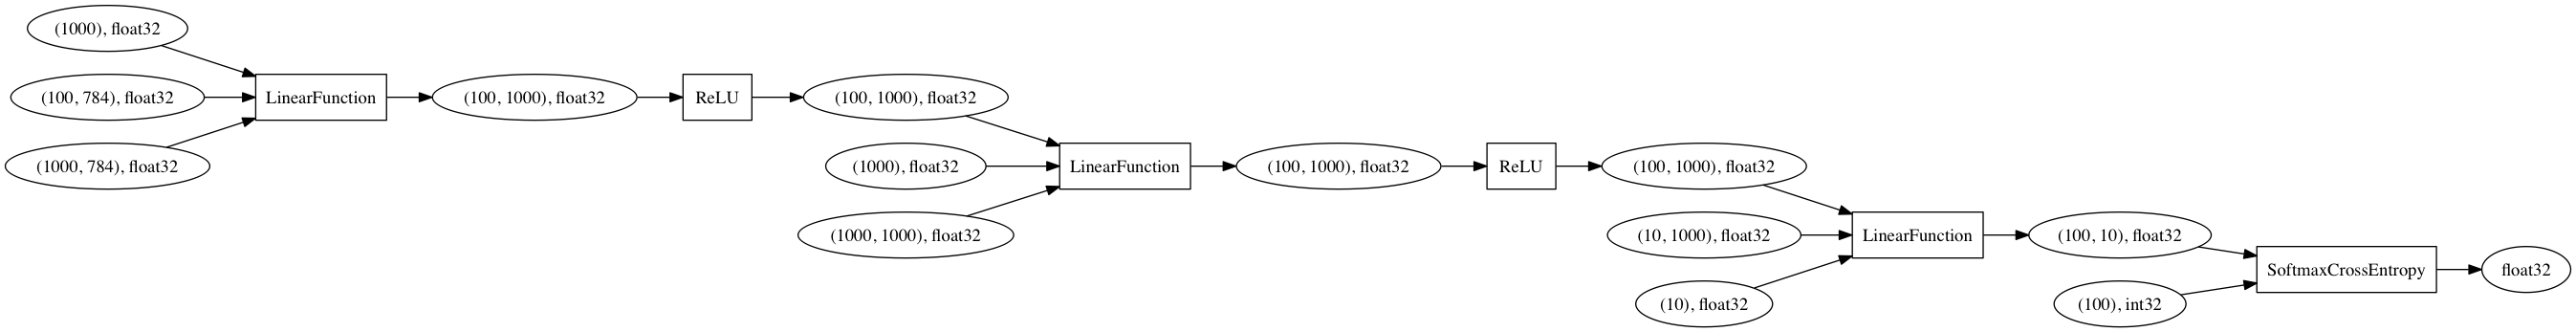 (1000), float32
(100, 784), float32
(1000, 784), float32
LinearFunction
(100, 1000), float32
ReLU
(100, 1000), float32
(1000), float32
(1000, 1000), float32
LinearFunction
(100, 1000), float32
ReLU
(100, 1000), float32
(10, 1000), float32
(10), float32
LinearFunction
(100, 10), float32
(100), int32
SoftmaxCrossEntropy
float32